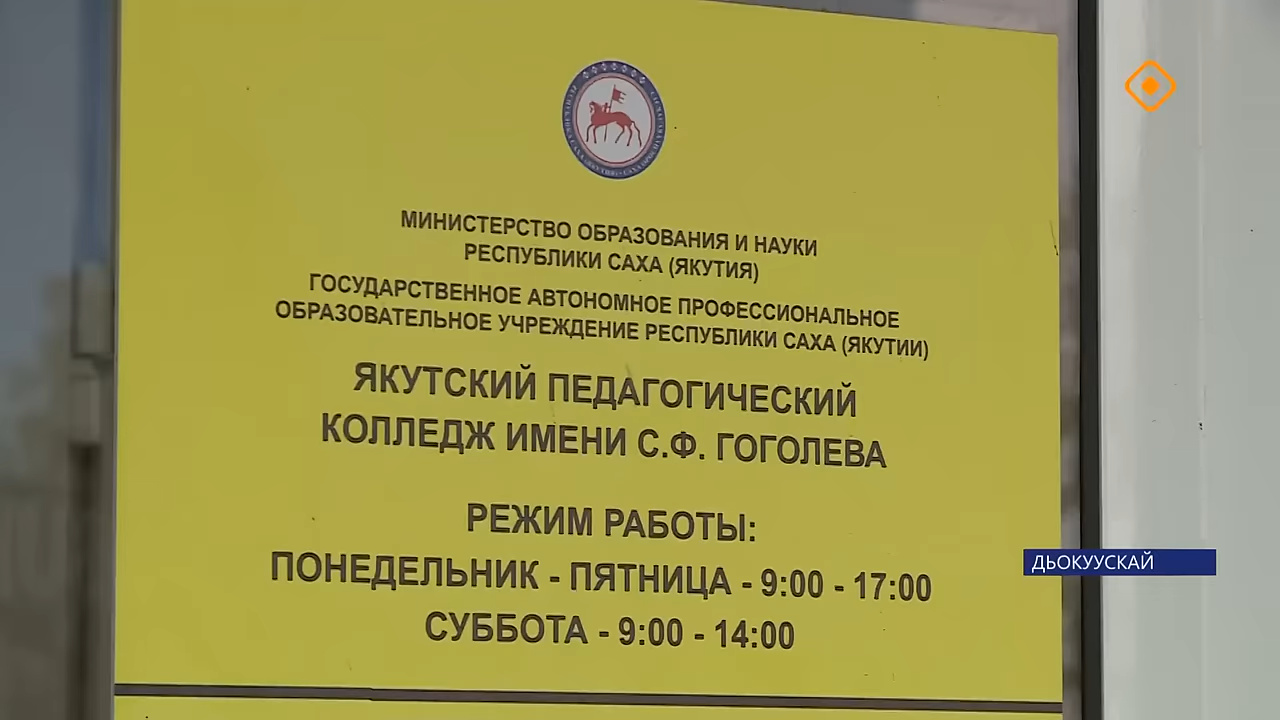 МИНИСТЕРСТВО ОБРАЗОВАНИЯ И НАУКИ
РЕСПУБЛИКИ САХА (ЯКУТИЯ)
ГОСУДАРСТВЕННОЕ АВТОНОМНОЕ ПРОФЕССИОНАЛЬНОЕ
ОБРАЗОВАТЕЛЬНОЕ УЧРЕЖДЕНИЕ РЕСПУБЛИКИ САХА (ЯКУТИИ)
ЯКУТСКИЙ ПЕДАГОГИЧЕСКИЙ
КОЛЛЕДЖ ИМЕНИ С.Ф. ГОГОЛЕВА
РЕЖИМ РАБОТЫ:
ПОНЕДЕЛЬНИК - ПЯТНИЦА - 9:00 - 17:00
СУББОТА - 9:00 - 14:00
ДЬОКУУСКАЙ